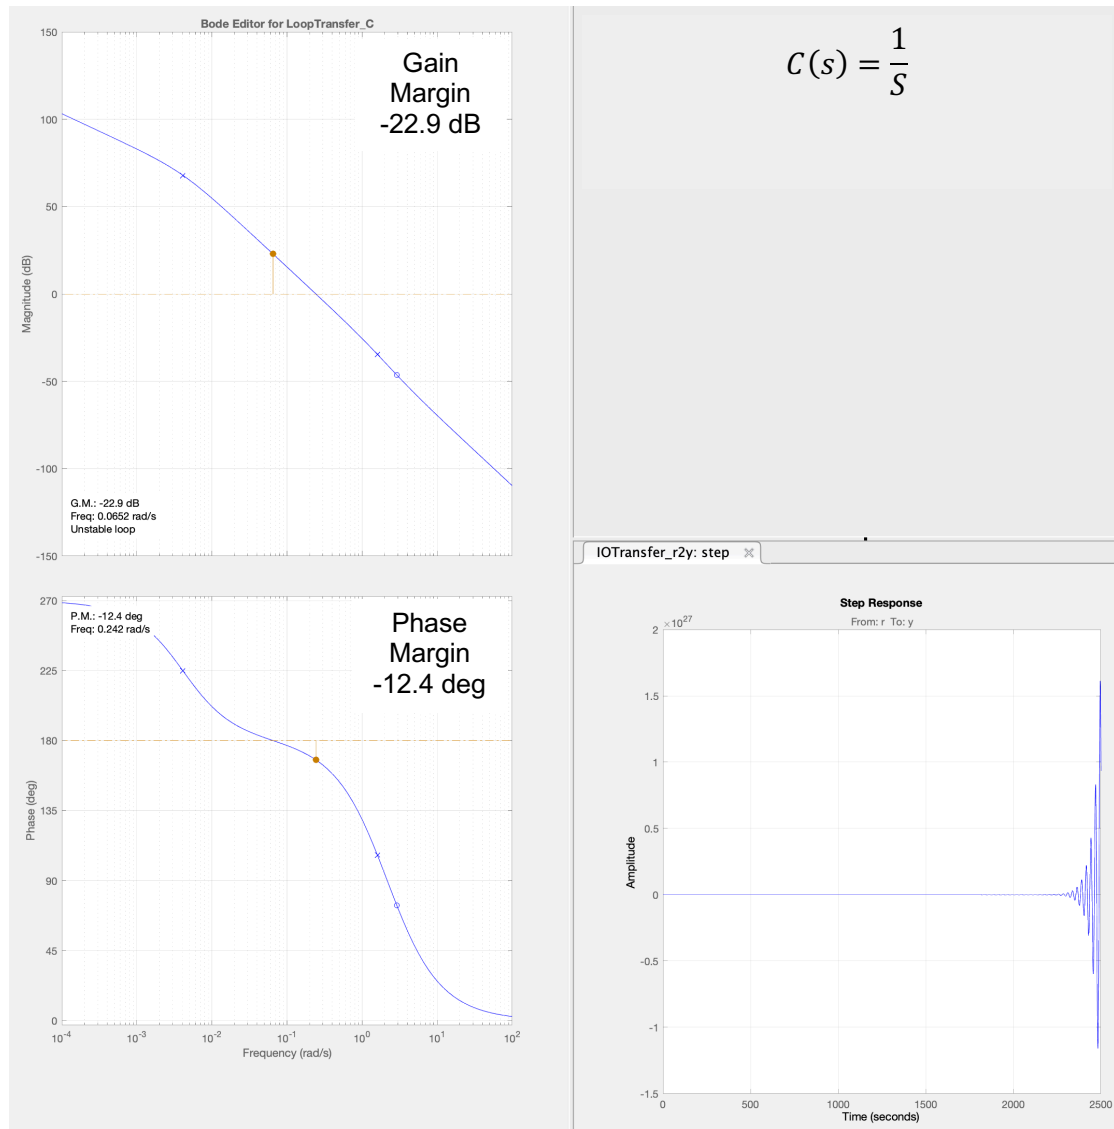 Bode Editor for LoopTransfer_C
150
100
50
0
-50
-100
-150
Magnitude (dB)
Gain
Margin
-22.9 dB
G.M.: -22.9 dB
Freq: 0.0652 rad/s
Unstable loop
270
225
180
135
90
45
0
Phase (deg)
P.M.: -12.4 deg
Freq: 0.242 rad/s
Phase
Margin
-12.4 deg
10^-4 10^-3 10^-2 10^-1 10^0 10^1 10^2
Frequency (rad/s)
C(s) = 1/S
IOTransfer_r2y: step
Step Response
From: r To: y
×10^27
2
1.5
1
0.5
0
-0.5
-1
-1.5
Amplitude
0 500 1000 1500 2000 2500
Time (seconds)